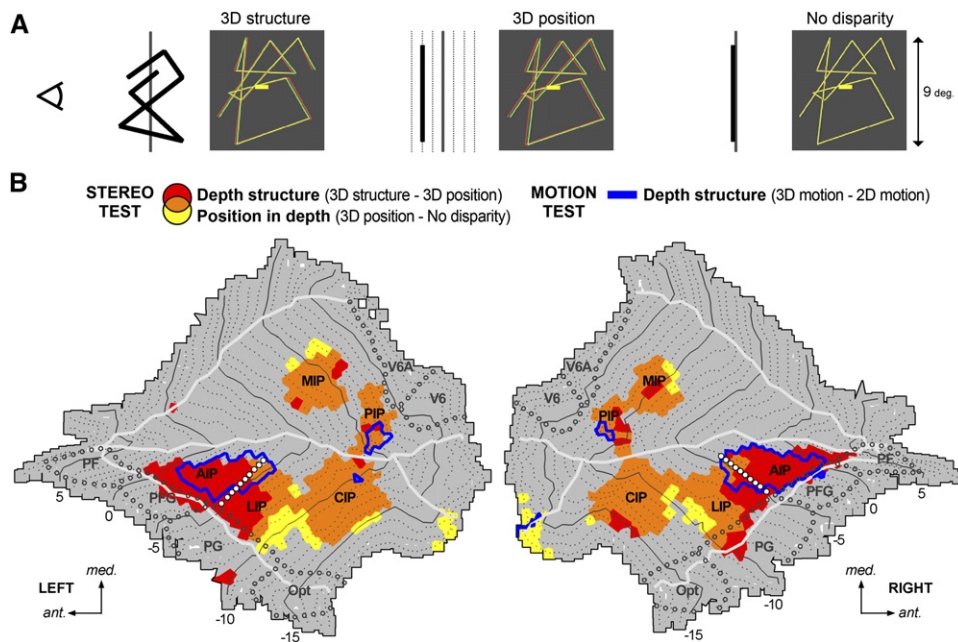 A
3D structure
3D position
No disparity
9 deg.
B
STEREO TEST
Depth structure (3D structure - 3D position)
Position in depth (3D position - No disparity)
MOTION TEST
Depth structure (3D motion - 2D motion)
MIP
V6A
V6
PIP
PF
AIP
PFG
LIP
CIP
PG
Opt
5
0
-5
-10
-15
LEFT
med.
ant.
V6A
MIP
V6
PIP
AIP
PF
CIP
LIP
PFG
PG
Opt
5
0
-5
-10
-15
med.
RIGHT
ant.